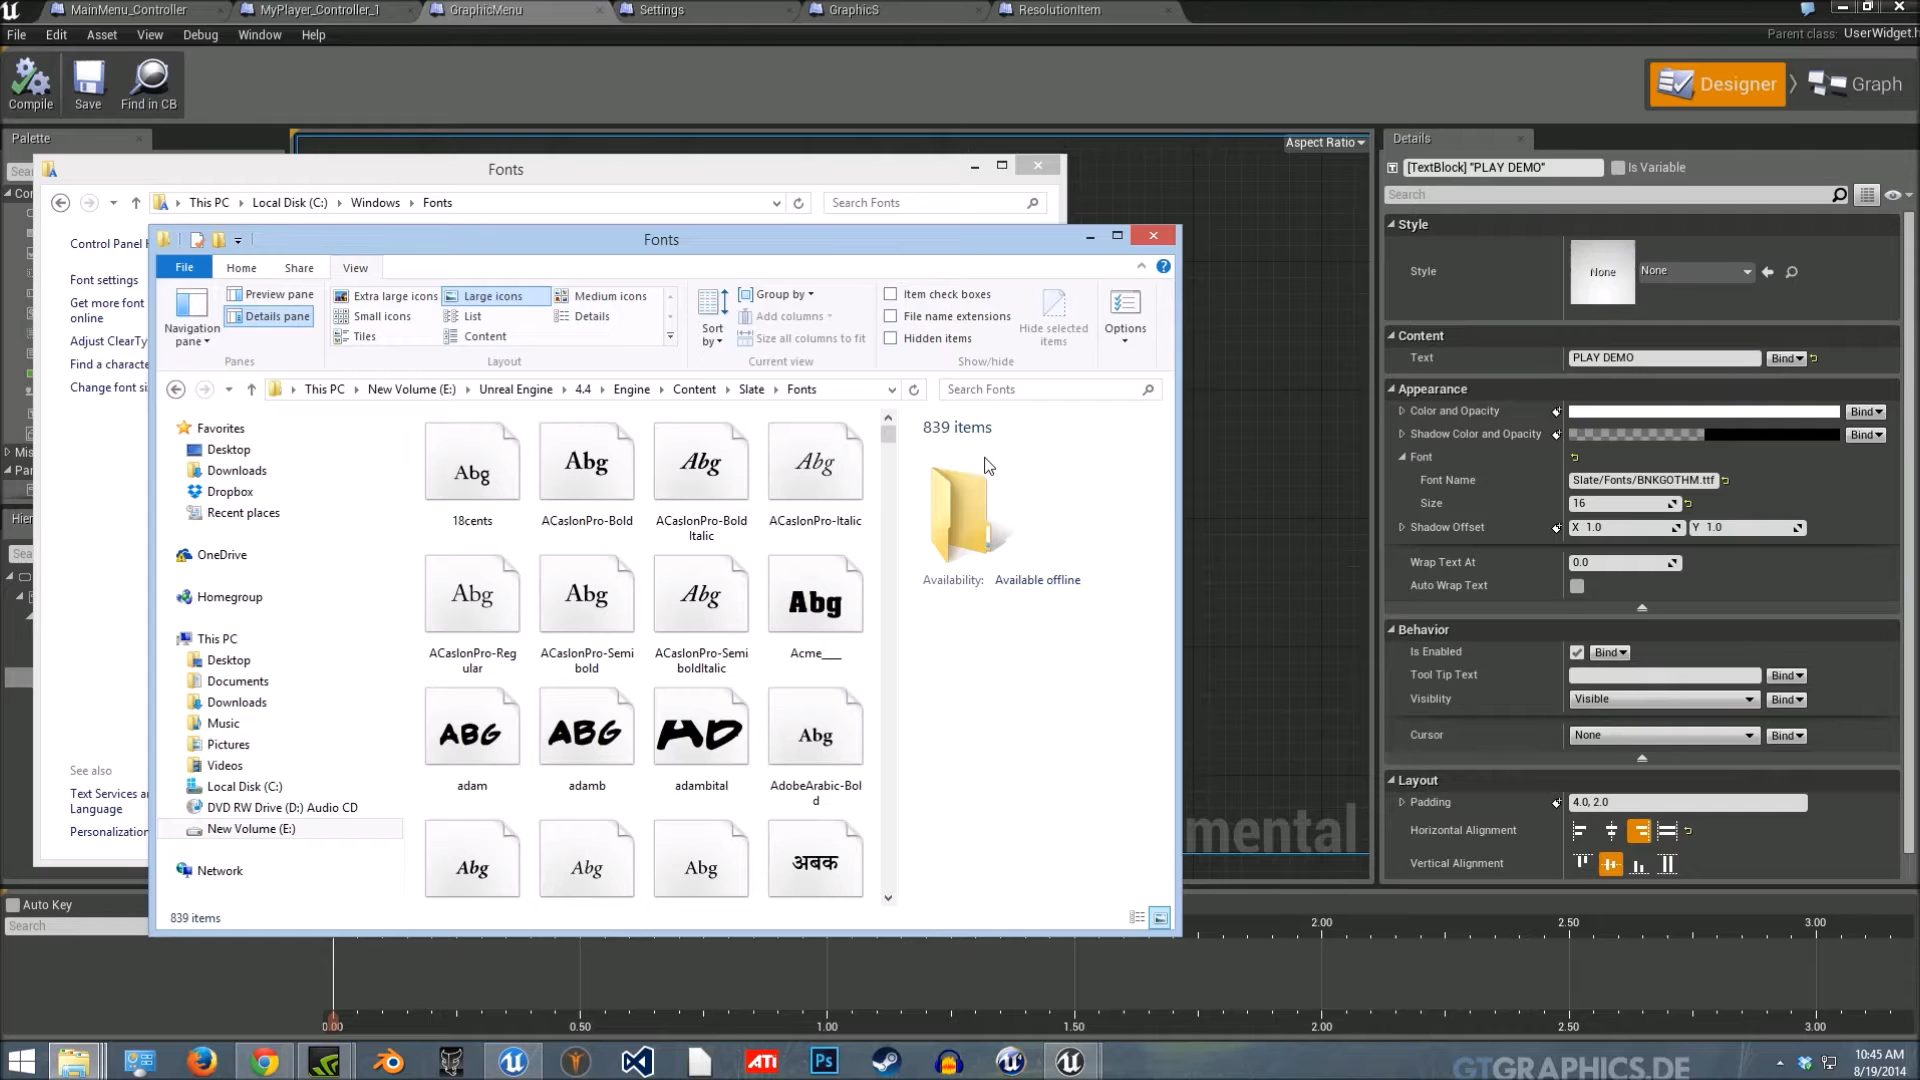 MainMenu_Controller
MyPlayer_Controller_1
GraphicMenu
Settings
GraphicS
ResolutionItem
File Edit Asset View Debug Window Help
Parent class: UserWidget.h
Compile
Save
Find in CB
Designer
Graph
Palette
Aspect Ratio
Fonts
This PC
Local Disk (C:)
Windows
Fonts
Search Fonts
Control Panel H
Font settings
Get more font
online
Adjust ClearTy
Find a characte
Change font si
See also
Text Services a
Language
Personalization
Fonts
File
Home
Share
View
Navigation
pane
Preview pane
Details pane
Panes
Extra large icons
Large icons
Medium icons
Small icons
List
Details
Tiles
Content
Layout
Sort
by
Group by
Add columns
Size all columns to fit
Current view
Item check boxes
File name extensions
Hidden items
Hide selected
items
Show/hide
Options
This PC
New Volume (E:)
Unreal Engine
4.4
Engine
Content
Slate
Fonts
Search Fonts
Favorites
Desktop
Downloads
Dropbox
Recent places
OneDrive
Homegroup
This PC
Desktop
Documents
Downloads
Music
Pictures
Videos
Local Disk (C:)
DVD RW Drive (D:) Audio CD
New Volume (E:)
Network
Abg Abg Abg Abg
18cents
ACaslonPro-Bold
ACaslonPro-Bold
Italic
ACaslonPro-Italic
Abg Abg Abg Abg
ACaslonPro-Reg
ular
ACaslonPro-Semi
bold
ACaslonPro-Semi
boldItalic
Acme___
ABG ABG Abg
adam
adamb
adambital
AdobeArabic-Bol
d
Abg Abg Abg अबक
839 items
Availability: Available offline
839 items
mental
Details
[TextBlock] "PLAY DEMO"
Is Variable
Search
Style
Style
None
None
Content
Text
PLAY DEMO
Bind
Appearance
Color and Opacity
Bind
Shadow Color and Opacity
Bind
Font
Font Name
Slate/Fonts/BNKGOTHM.ttf
Size
16
Shadow Offset
X 1.0
Y 1.0
Wrap Text At
0.0
Auto Wrap Text
Behavior
Is Enabled
Bind
Tool Tip Text
Bind
Visiblity
Visible
Bind
Cursor
None
Bind
Layout
Padding
4.0, 2.0
Horizontal Alignment
Vertical Alignment
Auto Key
Search
2.00 2.50 3.00
0.00 0.50 1.00 1.50 2.00 2.50 3.00
ATI
Ps
GTGRAPHICS.DE
10:45 AM
8/19/2014